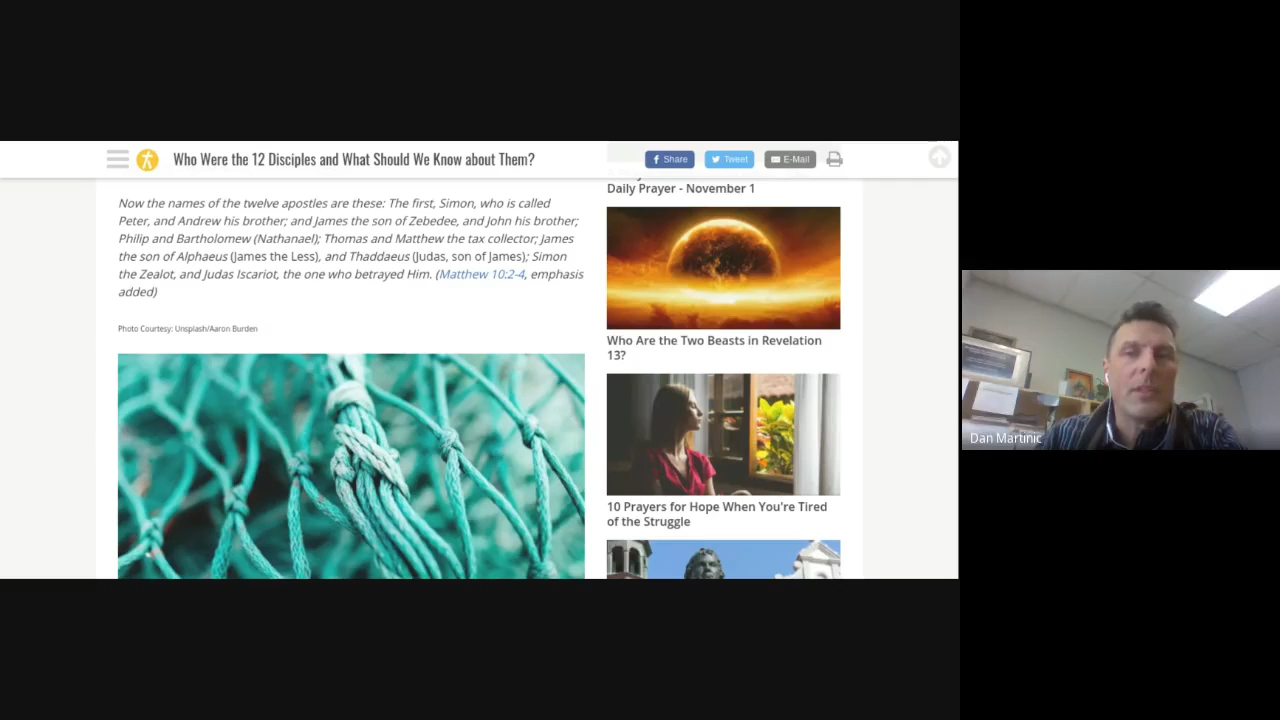 Who Were the 12 Disciples and What Should We Know about Them?
Share
Tweet
E-Mail
Now the names of the twelve apostles are these: The first, Simon, who is called
Peter, and Andrew his brother; and James the son of Zebedee, and John his brother;
Philip and Bartholomew (Nathanael); Thomas and Matthew the tax collector; James
the son of Alphaeus (James the Less), and Thaddaeus (Judas, son of James); Simon
the Zealot, and Judas Iscariot, the one who betrayed Him. (Matthew 10:2-4, emphasis
added)
Photo Courtesy: Unsplash/Aaron Burden
Daily Prayer - November 1
Who Are the Two Beasts in Revelation
13?
10 Prayers for Hope When You're Tired
of the Struggle
Dan Martinic